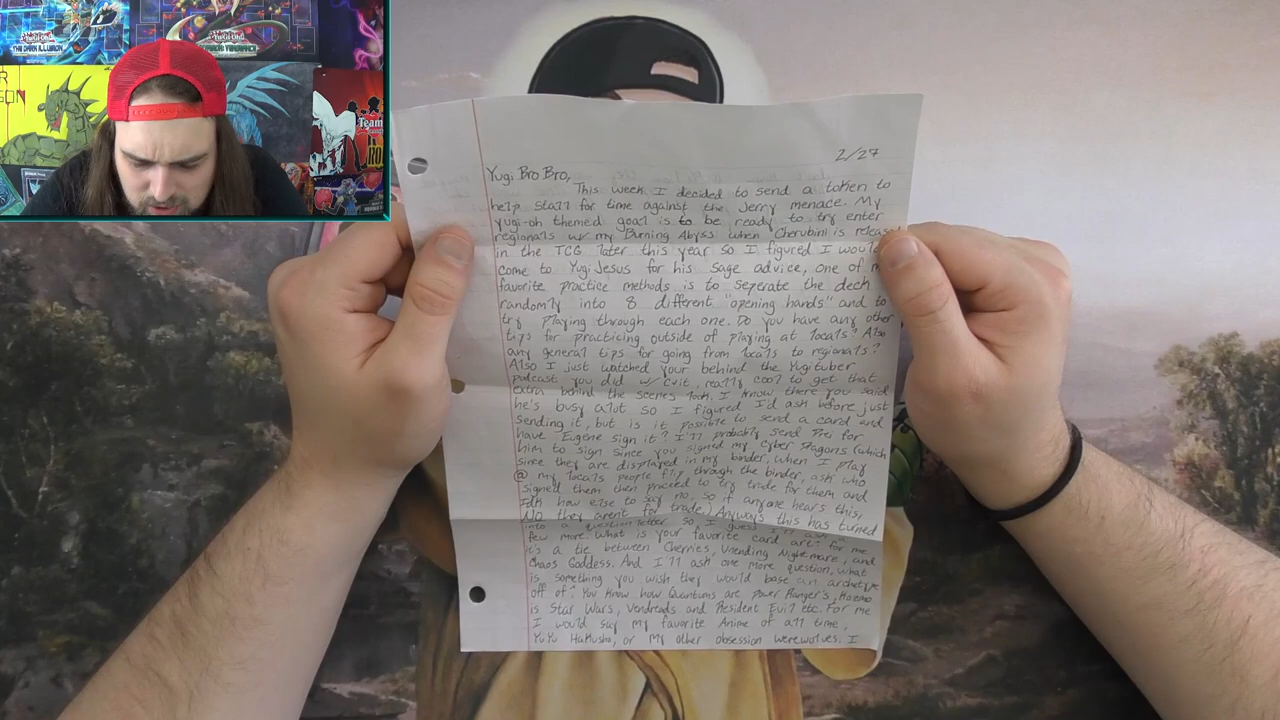 THE DARK ILLUSION
VENGEANCE
Team
2/27
Yugi Bro Bro,
This week I decided to send a token to
help stall for time against the Jerry menace. My
yugi-oh themed goal is to be ready to try enter
regionals w/ my Burning Abyss when Cherubini is released
in the TCG later this year so I figured I would
come to Yugi Jesus for his sage advice, one of m
favorite practice methods is to seperate the deck
randomly into 8 different "opening hands" and to
try playing through each one. Do you have any other
tips for practicing outside of playing at locals? Also
any general tips for going from locals to regionals?
Also I just watched your behind the Yugituber
podcast you did w/ Cvit, really cool to get that
extra behind the scenes look. I know there you said
he's busy alot so I figured I'd ask before just
sending it, but is it possible to send a card and
have Eugene sign it? I'll probably send Drei for
him to sign since you signed my Cyber Dragons (which
since they are displayed in my binder, when I play
@ my locals people flip through the binder, ask who
signed them then proceed to try trade for them and
Idk how else to say no, so if anyone hears this,
NO they arent for trade.) Anyways this has turned
into a question letter so I guess I'll ask a
few more. What is your favorite card art? for me
it's a tie between Cherries, Unending Nightmare, and
Chaos Goddess. And I'll ask one more question, what
is something you wish they would base an archetype
off of? You know how Quantums are power Ranger's, Kozmo
is Star Wars, Vendreads and Resident Evil etc. For me
I would say my favorite Anime of all time,
YuYu Hakusho, or my other obsession werewolves. I